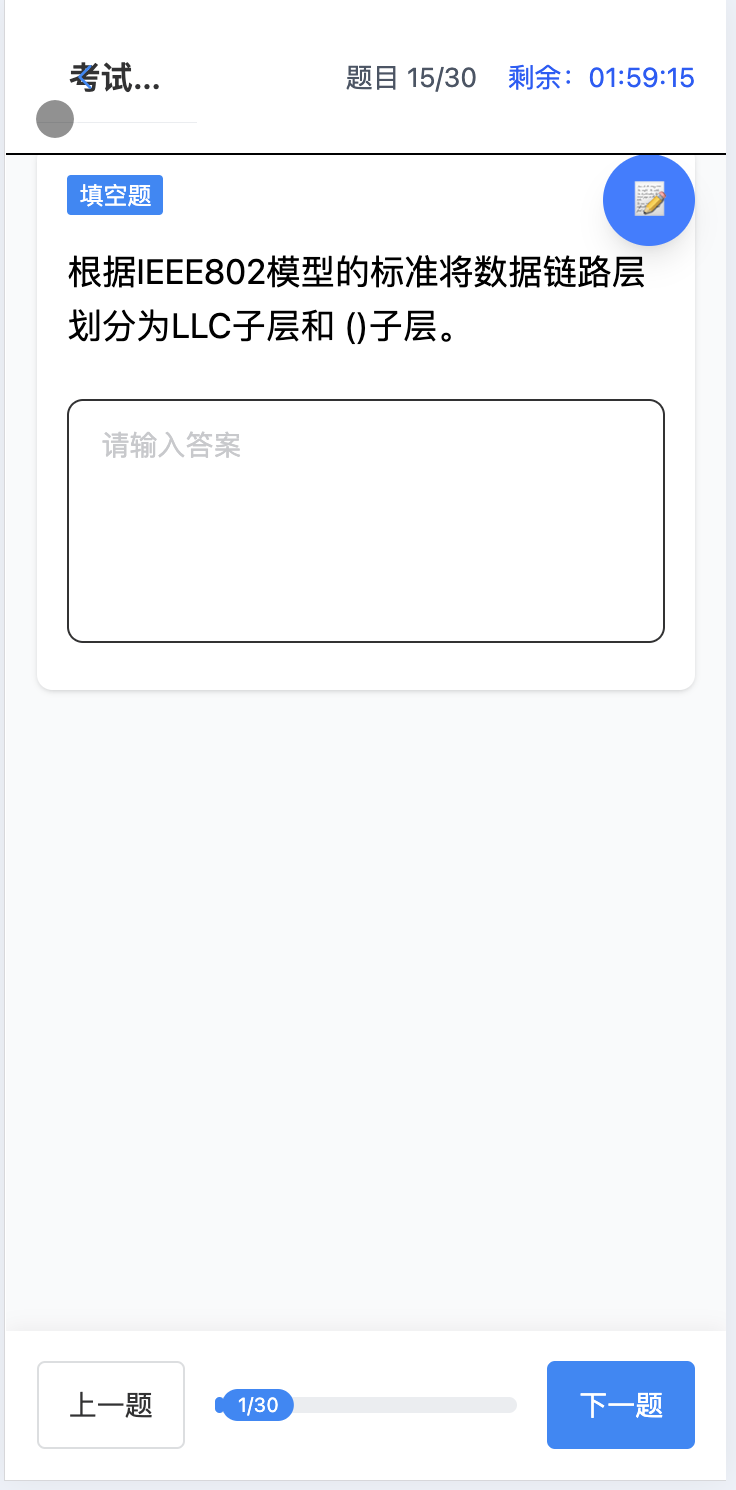 考试...
题目 15/30
剩余：01:59:15
填空题
根据IEEE802模型的标准将数据链路层
划分为LLC子层和 ()子层。
请输入答案
上一题
1/30
下一题